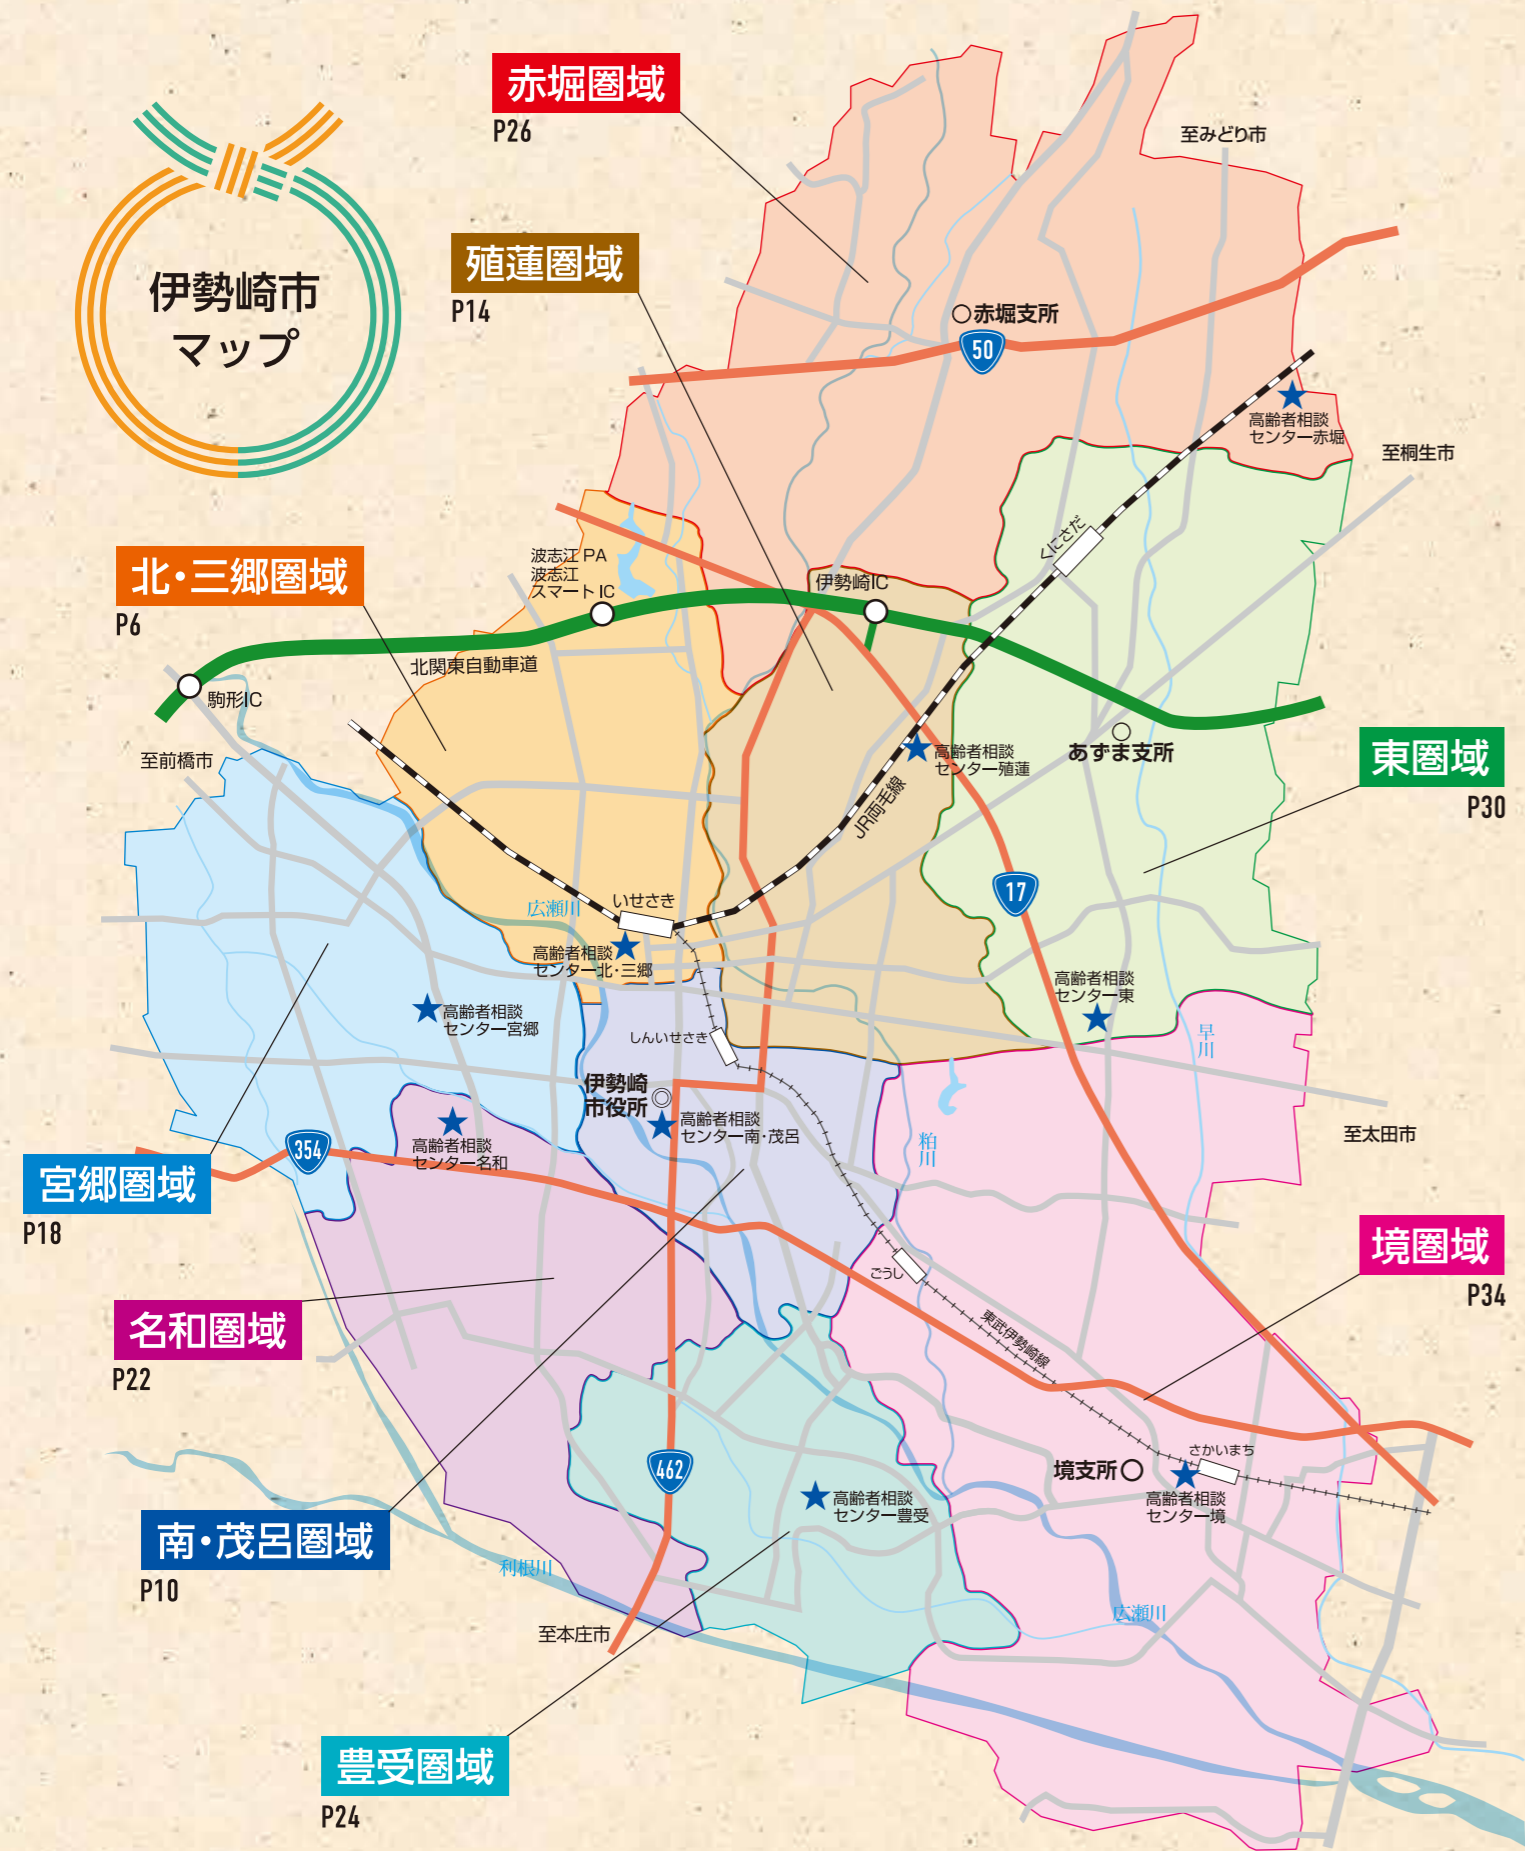 伊勢崎市
マップ
赤堀圏域
P26
殖蓮圏域
P14
至みどり市
赤堀支所
50
高齢者相談
センター赤堀
至桐生市
くにさだ
北・三郷圏域
P6
波志江 PA
波志江
スマート IC
伊勢崎IC
北関東自動車道
駒形IC
至前橋市
高齢者相談
センター殖蓮
JR両毛線
あずま支所
東圏域
P30
17
いせさき
広瀬川
高齢者相談
センター北・三郷
高齢者相談
センター東
高齢者相談
センター宮郷
しんいせさき
早川
伊勢崎
市役所
高齢者相談
センター南・茂呂
粕川
至太田市
354
高齢者相談
センター名和
宮郷圏域
P18
境圏域
P34
ごうし
東武伊勢崎線
名和圏域
P22
462
高齢者相談
センター豊受
境支所
さかいまち
高齢者相談
センター境
南・茂呂圏域
P10
利根川
広瀬川
至本庄市
豊受圏域
P24